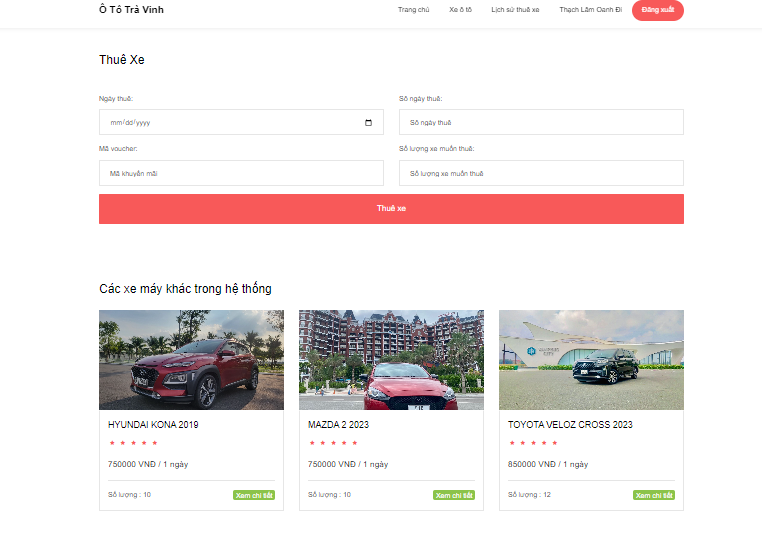 Ô Tô Trà Vinh
Trang chủ Xe ô tô Lịch sử thuê xe Thạch Lâm Oanh Đi Đăng xuất
Thuê Xe
Ngày thuê: Số ngày thuê:
mm/dd/yyyy Số ngày thuê
Mã voucher: Số lượng xe muốn thuê:
Mã khuyến mãi Số lượng xe muốn thuê
Thuê xe
Các xe máy khác trong hệ thống
HYUNDAI KONA 2019 MAZDA 2 2023 TOYOTA VELOZ CROSS 2023
750000 VNĐ / 1 ngày 750000 VNĐ / 1 ngày 850000 VNĐ / 1 ngày
Số lượng : 10 Xem chi tiết Số lượng : 10 Xem chi tiết Số lượng : 12 Xem chi tiết